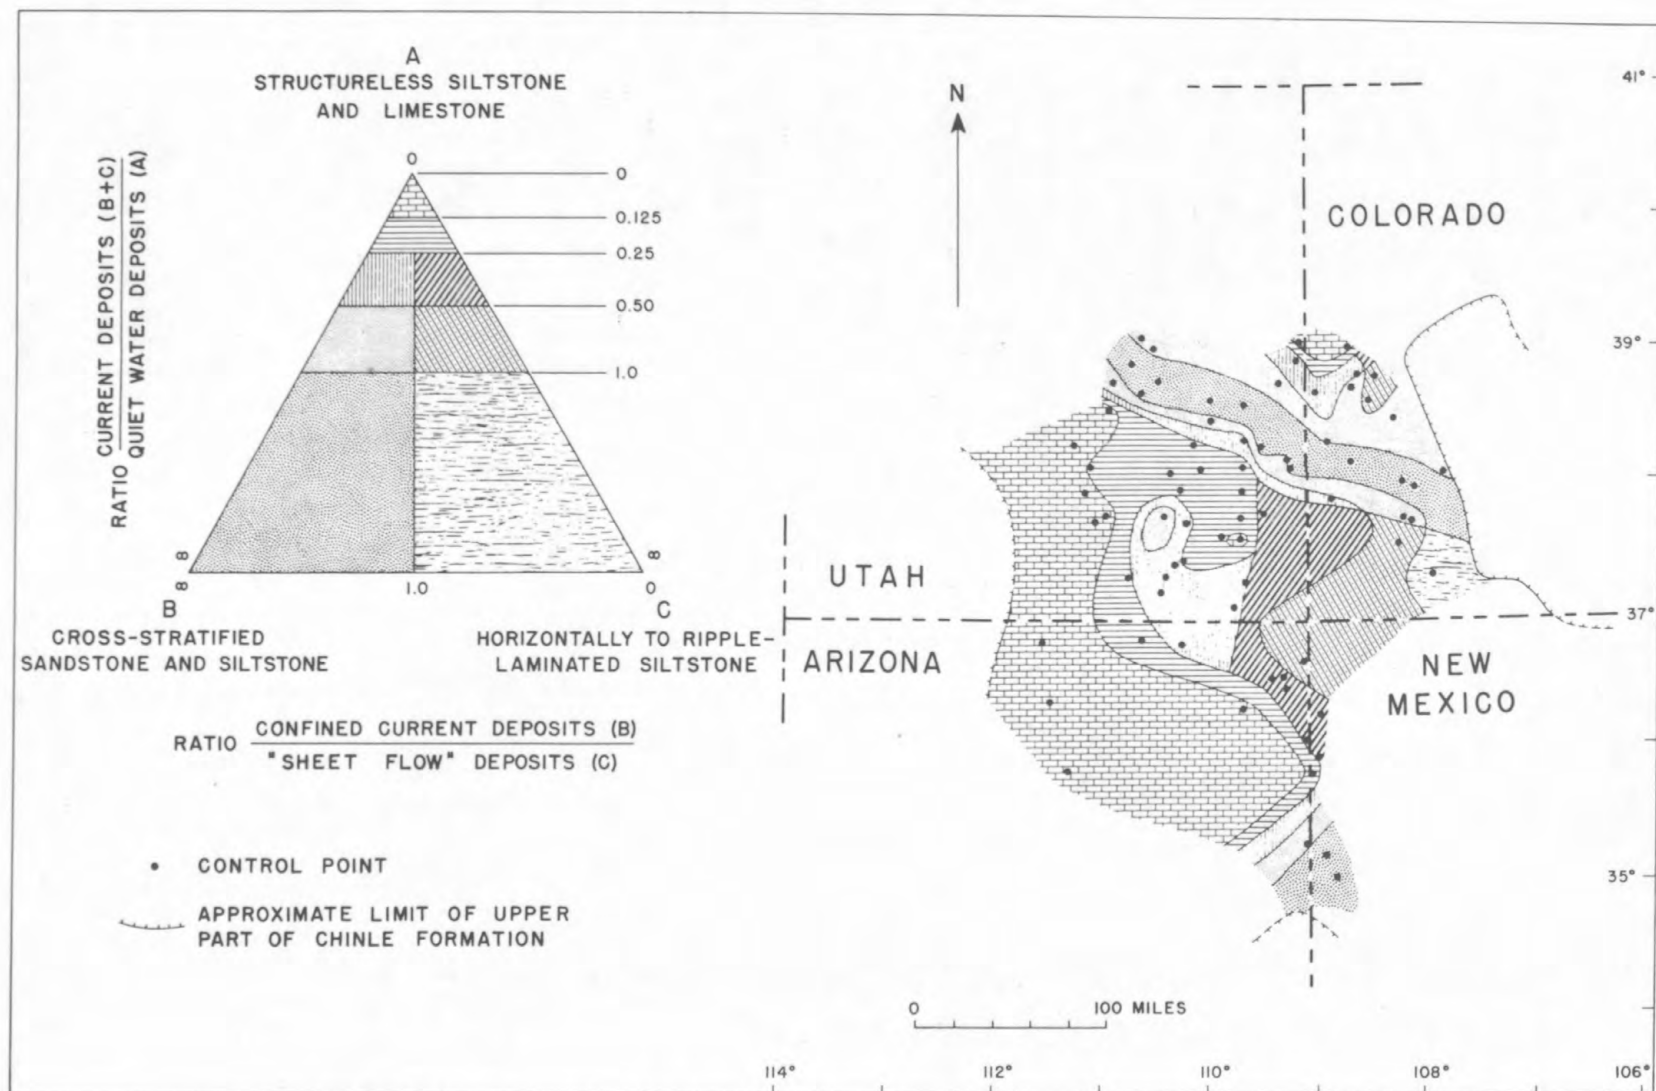 A
STRUCTURELESS SILTSTONE
AND LIMESTONE
0
0
0.125
0.25
0.50
1.0
RATIO CURRENT DEPOSITS (B+C)
QUIET WATER DEPOSITS (A)
∞
∞
B
1.0
∞
0
C
CROSS-STRATIFIED
SANDSTONE AND SILTSTONE
HORIZONTALLY TO RIPPLE-
LAMINATED SILTSTONE
RATIO CONFINED CURRENT DEPOSITS (B)
"SHEET FLOW" DEPOSITS (C)
CONTROL POINT
APPROXIMATE LIMIT OF UPPER
PART OF CHINLE FORMATION
N
COLORADO
UTAH
ARIZONA
NEW
MEXICO
41°
39°
37°
35°
0 100 MILES
114° 112° 110° 108° 106°